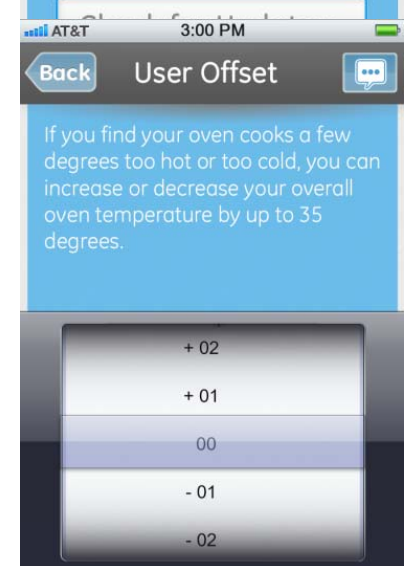 AT&T 3:00 PM
Back User Offset
If you find your oven cooks a few
degrees too hot or too cold, you can
increase or decrease your overall
oven temperature by up to 35
degrees.
+ 02
+ 01
00
- 01
- 02